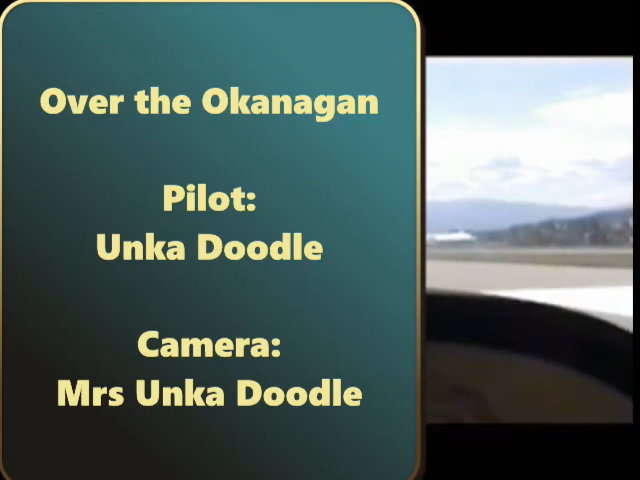 Over the Okanagan
Pilot:
Unka Doodle
Camera:
Mrs Unka Doodle